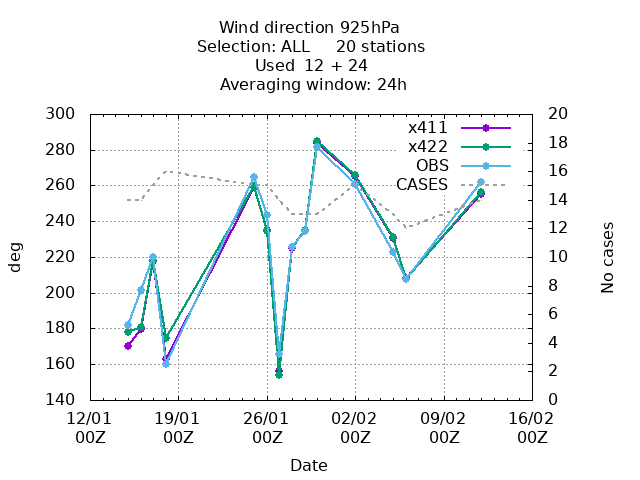 Wind direction 925hPa
Selection: ALL 20 stations
Used 12 + 24
Averaging window: 24h
300 20
280 18
260 16
240 14
220 12
200 10
180 8
160 6
140 4
2
0
x411
x422
OBS
CASES
deg
No cases
12/01 19/01 26/01 02/02 09/02 16/02
00Z 00Z 00Z 00Z 00Z 00Z
Date